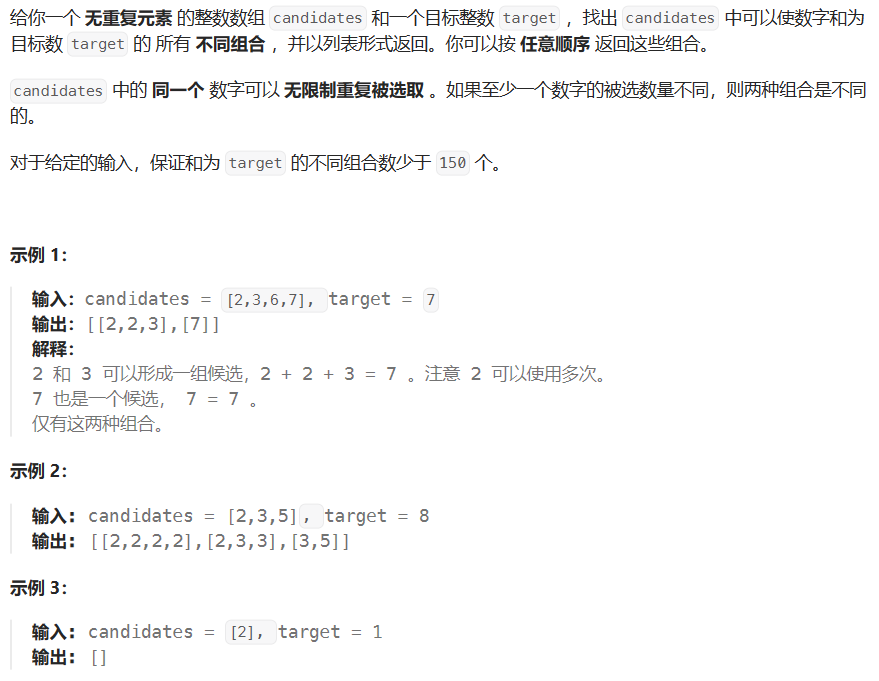 给你一个 无重复元素 的整数数组 candidates 和一个目标整数 target ，找出 candidates 中可以使数字和为
目标数 target 的 所有 不同组合 ，并以列表形式返回。你可以按 任意顺序 返回这些组合。
candidates 中的 同一个 数字可以 无限制重复被选取 。如果至少一个数字的被选数量不同，则两种组合是不同
的。
对于给定的输入，保证和为 target 的不同组合数少于 150 个。
示例 1：
输入：candidates = [2,3,6,7], target = 7
输出：[[2,2,3],[7]]
解释：
2 和 3 可以形成一组候选，2 + 2 + 3 = 7 。注意 2 可以使用多次。
7 也是一个候选， 7 = 7 。
仅有这两种组合。
示例 2：
输入：candidates = [2,3,5], target = 8
输出：[[2,2,2,2],[2,3,3],[3,5]]
示例 3：
输入：candidates = [2], target = 1
输出：[]